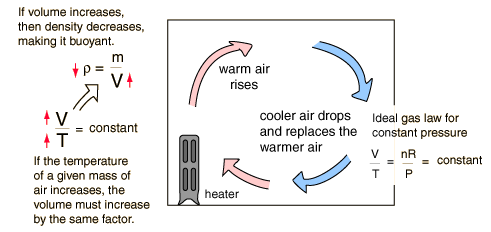 If volume increases,
then density decreases,
making it buoyant.
ρ = m/V
V/T = constant
If the temperature
of a given mass of
air increases, the
volume must increase
by the same factor.
warm air
rises
cooler air drops
and replaces the
warmer air
heater
Ideal gas law for
constant pressure
V/T = nR/P = constant